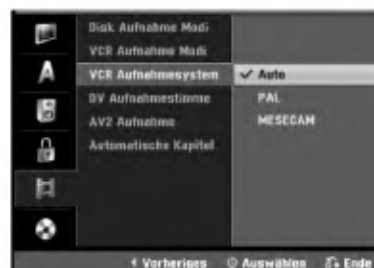 Disk Aufnahme Modi
VCR Aufnahme Modi
VCR Aufnahmesystem ✓ Auto
DV Aufnahmestimme PAL
AV2 Aufnahme MESECAM
Automatische Kapitel
Vorheriges Auswählen Ende